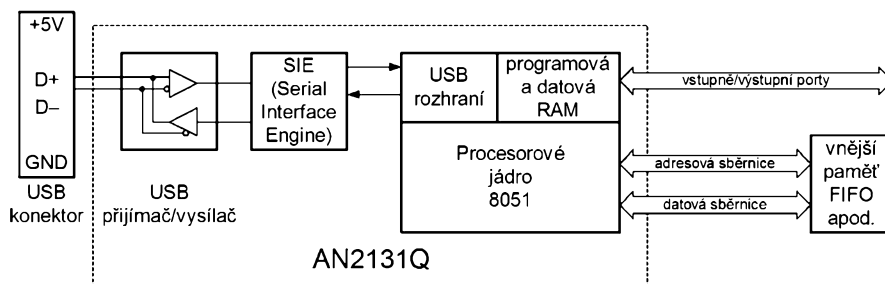 +5V
D+
D–
GND
USB
konektor
USB
přijímač/vysílač
SIE
(Serial
Interface
Engine)
USB
rozhraní
programová
a datová
RAM
Procesorové
jádro
8051
vstupně/výstupní porty
adresová sběrnice
datová sběrnice
vnější
paměť
FIFO
apod.
AN2131Q